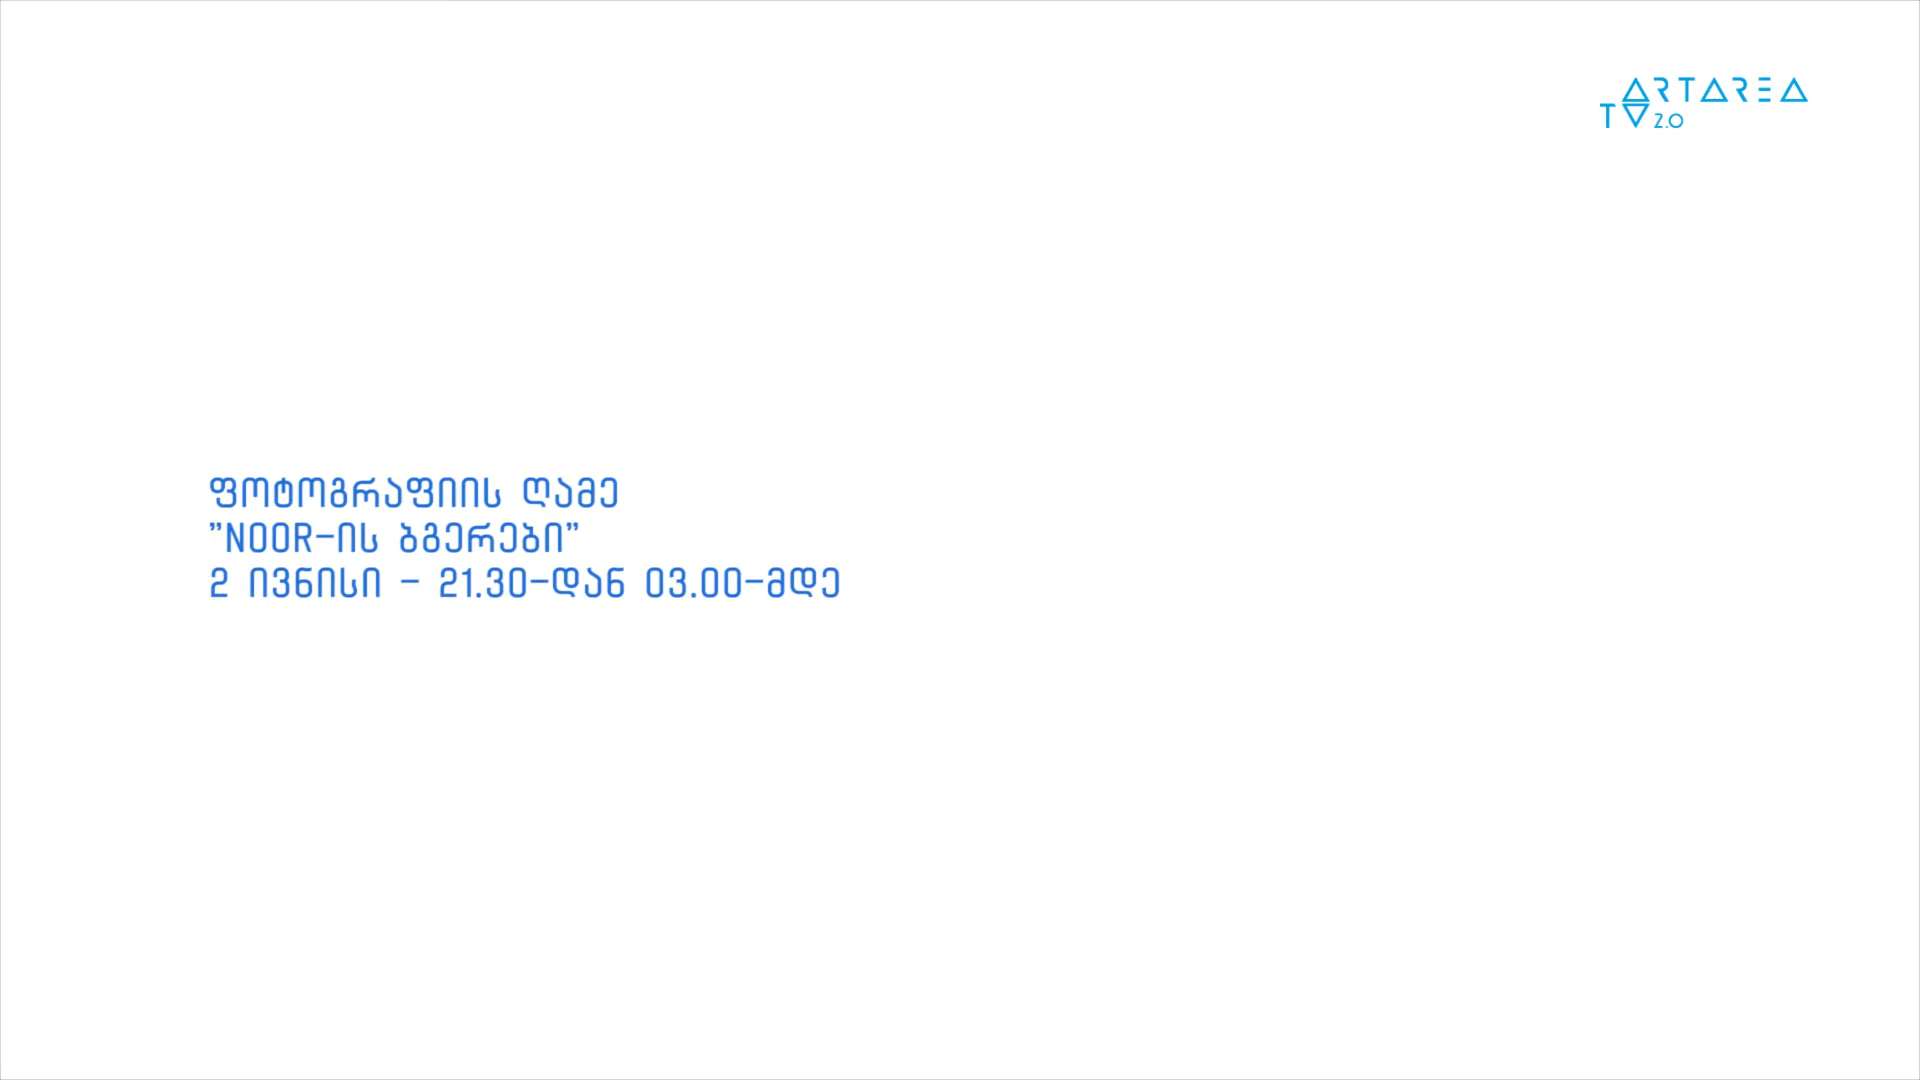 ARTAREA
TV 2.0
ფოტოგრაფიის ღამე
”NOOR-ის ბგერები”
2 ივნისი - 21.30-დან 03.00-მდე